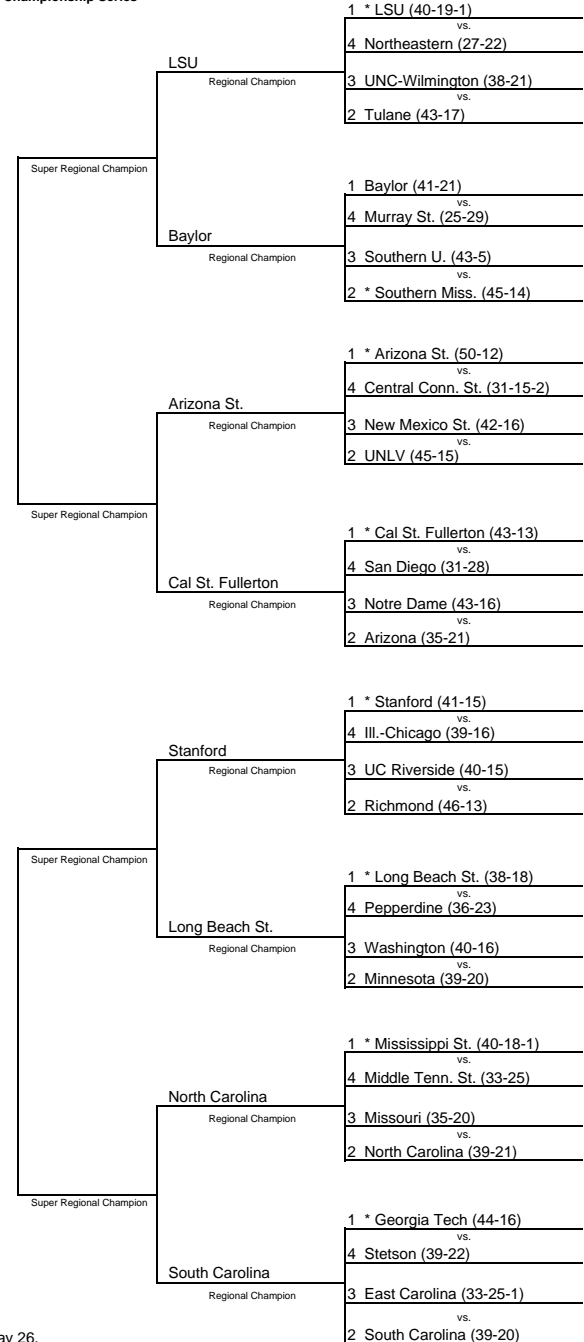 Championship Series
1 * LSU (40-19-1)
vs.
4 Northeastern (27-22)
LSU
Regional Champion
3 UNC-Wilmington (38-21)
vs.
2 Tulane (43-17)
Super Regional Champion
1 Baylor (41-21)
vs.
4 Murray St. (25-29)
Baylor
Regional Champion
3 Southern U. (43-5)
vs.
2 * Southern Miss. (45-14)
1 * Arizona St. (50-12)
vs.
4 Central Conn. St. (31-15-2)
Arizona St.
Regional Champion
3 New Mexico St. (42-16)
vs.
2 UNLV (45-15)
Super Regional Champion
1 * Cal St. Fullerton (43-13)
vs.
4 San Diego (31-28)
Cal St. Fullerton
Regional Champion
3 Notre Dame (43-16)
vs.
2 Arizona (35-21)
1 * Stanford (41-15)
vs.
4 Ill.-Chicago (39-16)
Stanford
Regional Champion
3 UC Riverside (40-15)
vs.
2 Richmond (46-13)
Super Regional Champion
1 * Long Beach St. (38-18)
vs.
4 Pepperdine (36-23)
Long Beach St.
Regional Champion
3 Washington (40-16)
vs.
2 Minnesota (39-20)
1 * Mississippi St. (40-18-1)
vs.
4 Middle Tenn. St. (33-25)
North Carolina
Regional Champion
3 Missouri (35-20)
vs.
2 North Carolina (39-21)
Super Regional Champion
1 * Georgia Tech (44-16)
vs.
4 Stetson (39-22)
South Carolina
Regional Champion
3 East Carolina (33-25-1)
vs.
2 South Carolina (39-20)
26.